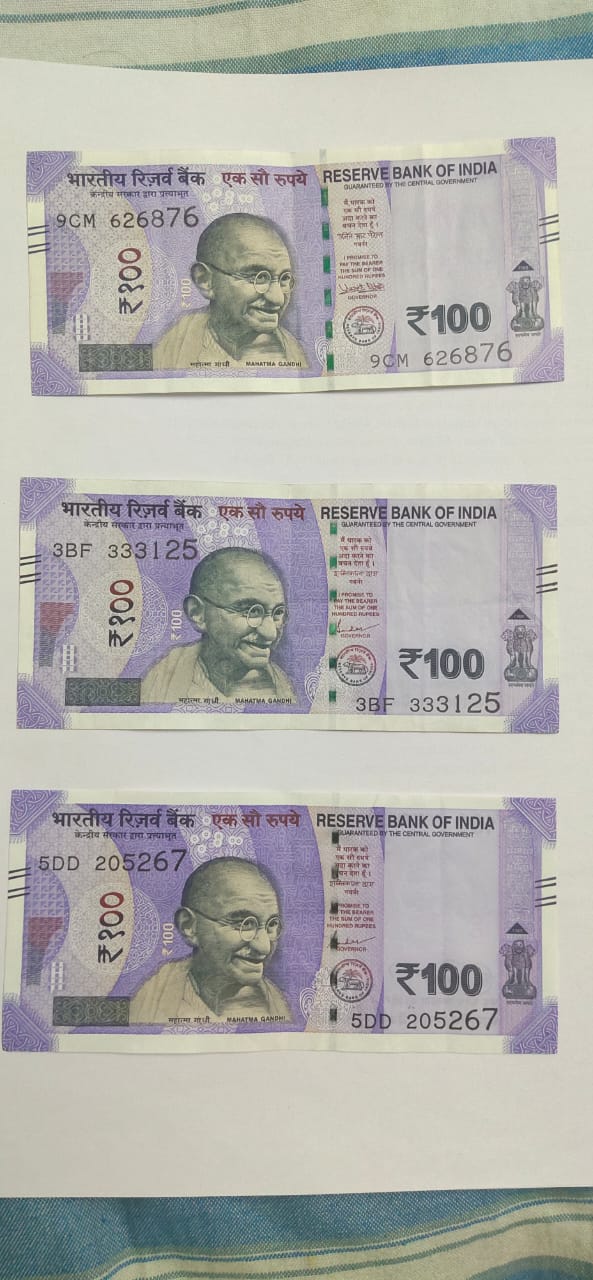 भारतीय रिज़र्व बैंक एक सौ रुपये RESERVE BANK OF INDIA
केन्द्रीय सरकार द्वारा प्रत्याभूत GUARANTEED BY THE CENTRAL GOVERNMENT
9CM 626876
मैं धारक को
एक सौ रुपये
अदा करने का
वचन देता हूँ।
गवर्नर
I PROMISE TO
PAY THE BEARER
THE SUM OF ONE
HUNDRED RUPEES
GOVERNOR
₹१००
₹100
₹100
9CM 626876
महात्मा गांधी MAHATMA GANDHI
भारतीय रिज़र्व बैंक एक सौ रुपये RESERVE BANK OF INDIA
केन्द्रीय सरकार द्वारा प्रत्याभूत GUARANTEED BY THE CENTRAL GOVERNMENT
3BF 333125
मैं धारक को
एक सौ रुपये
अदा करने का
वचन देता हूँ।
गवर्नर
I PROMISE TO
PAY THE BEARER
THE SUM OF ONE
HUNDRED RUPEES
GOVERNOR
₹१००
₹100
₹100
3BF 333125
महात्मा गांधी MAHATMA GANDHI
भारतीय रिज़र्व बैंक एक सौ रुपये RESERVE BANK OF INDIA
केन्द्रीय सरकार द्वारा प्रत्याभूत GUARANTEED BY THE CENTRAL GOVERNMENT
5DD 205267
मैं धारक को
एक सौ रुपये
अदा करने का
वचन देता हूँ।
गवर्नर
PROMISE TO
THE BEARER
THE SUM OF ONE
HUNDRED RUPEES
GOVERNOR
₹१००
₹100
₹100
5DD 205267
महात्मा गांधी MAHATMA GANDHI